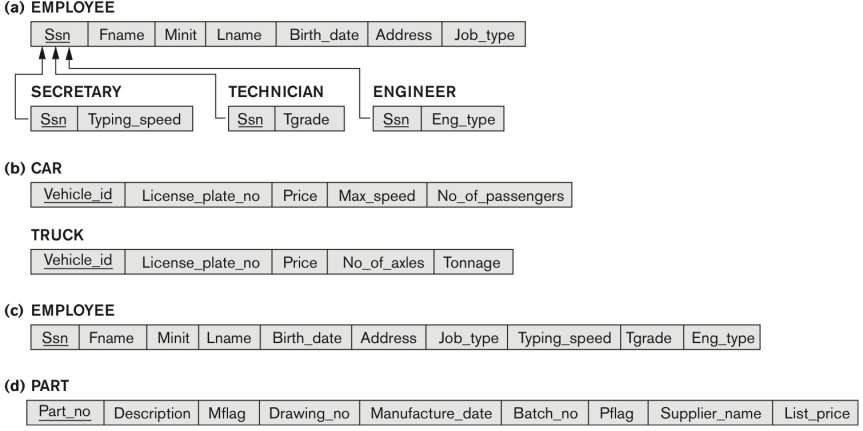 (a) EMPLOYEE
Ssn Fname Minit Lname Birth_date Address Job_type
SECRETARY TECHNICIAN ENGINEER
Ssn Typing_speed Ssn Tgrade Ssn Eng_type
(b) CAR
Vehicle_id License_plate_no Price Max_speed No_of_passengers
TRUCK
Vehicle_id License_plate_no Price No_of_axles Tonnage
(c) EMPLOYEE
Ssn Fname Minit Lname Birth_date Address Job_type Typing_speed Tgrade Eng_type
(d) PART
Part_no Description Mflag Drawing_no Manufacture_date Batch_no Pflag Supplier_name List_price